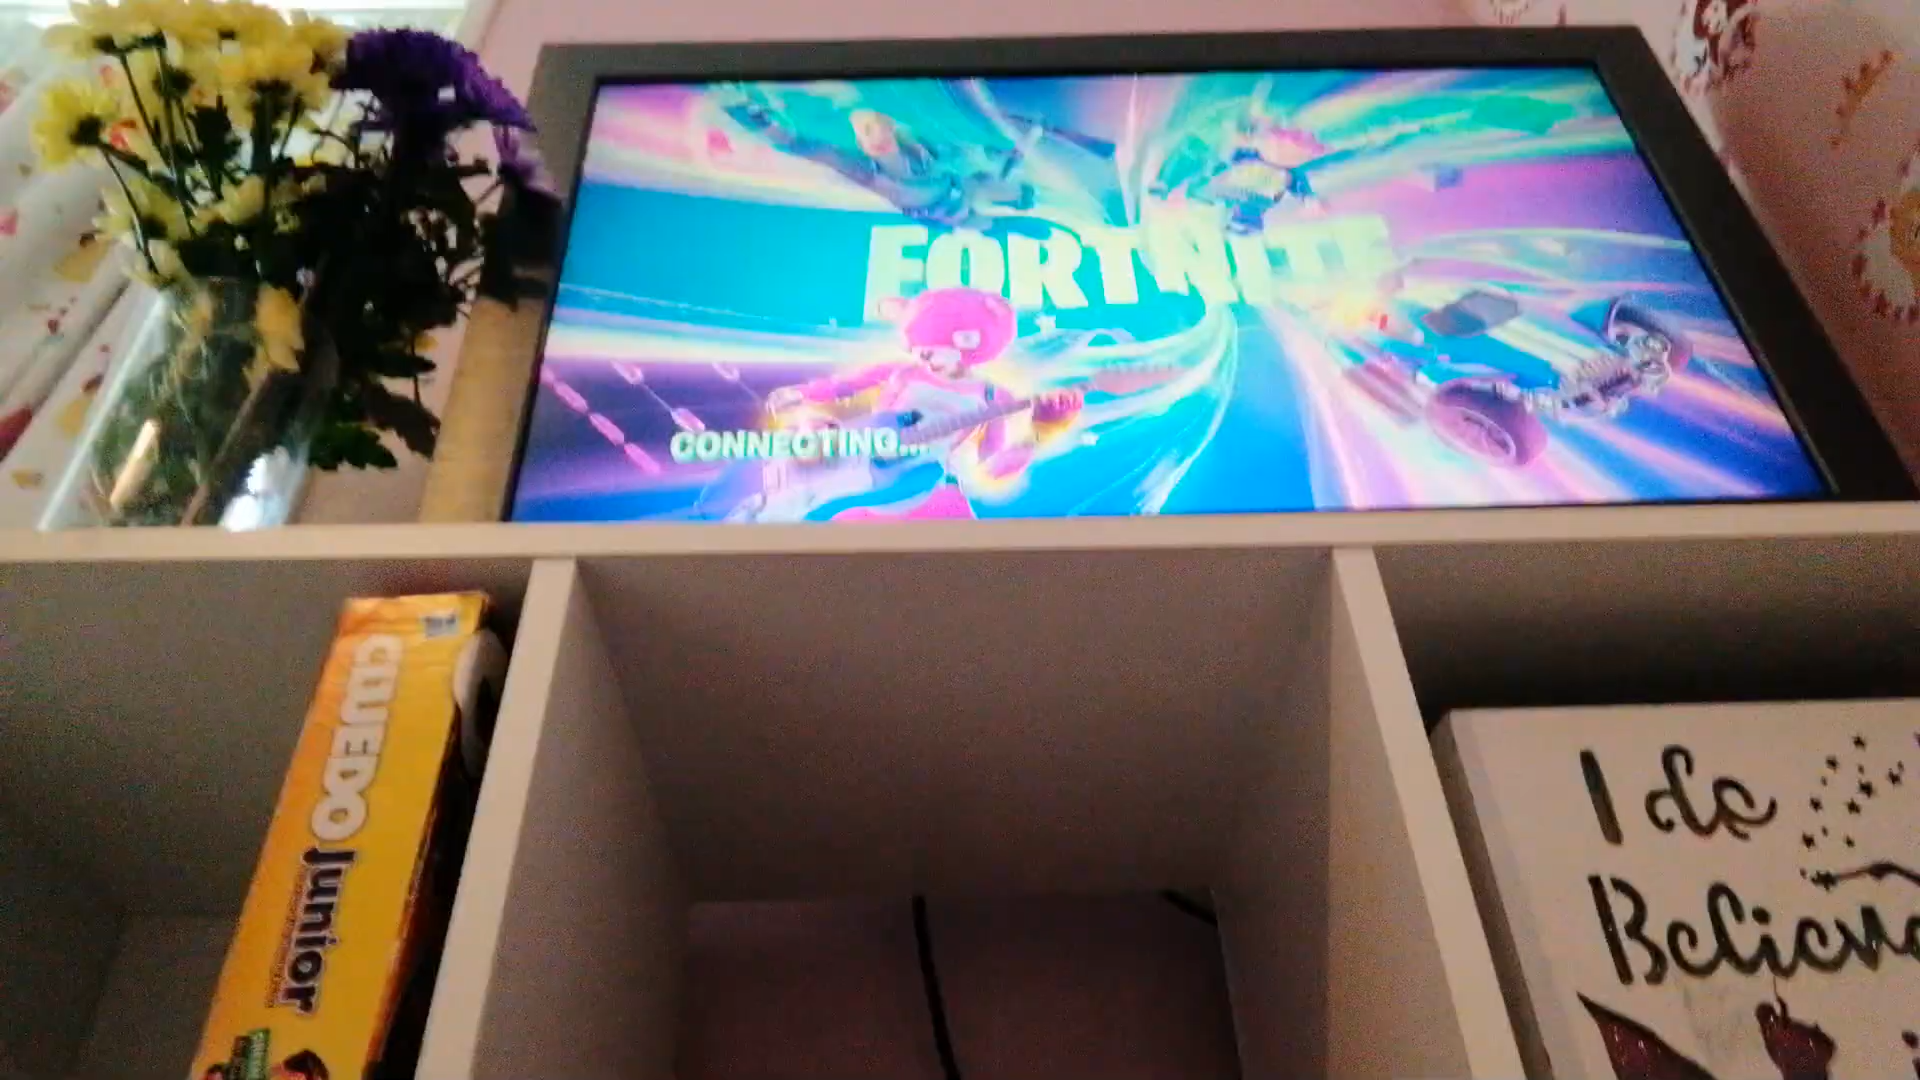 FORTNITE
CONNECTING...
CLUEDO Junior
I do
Believe